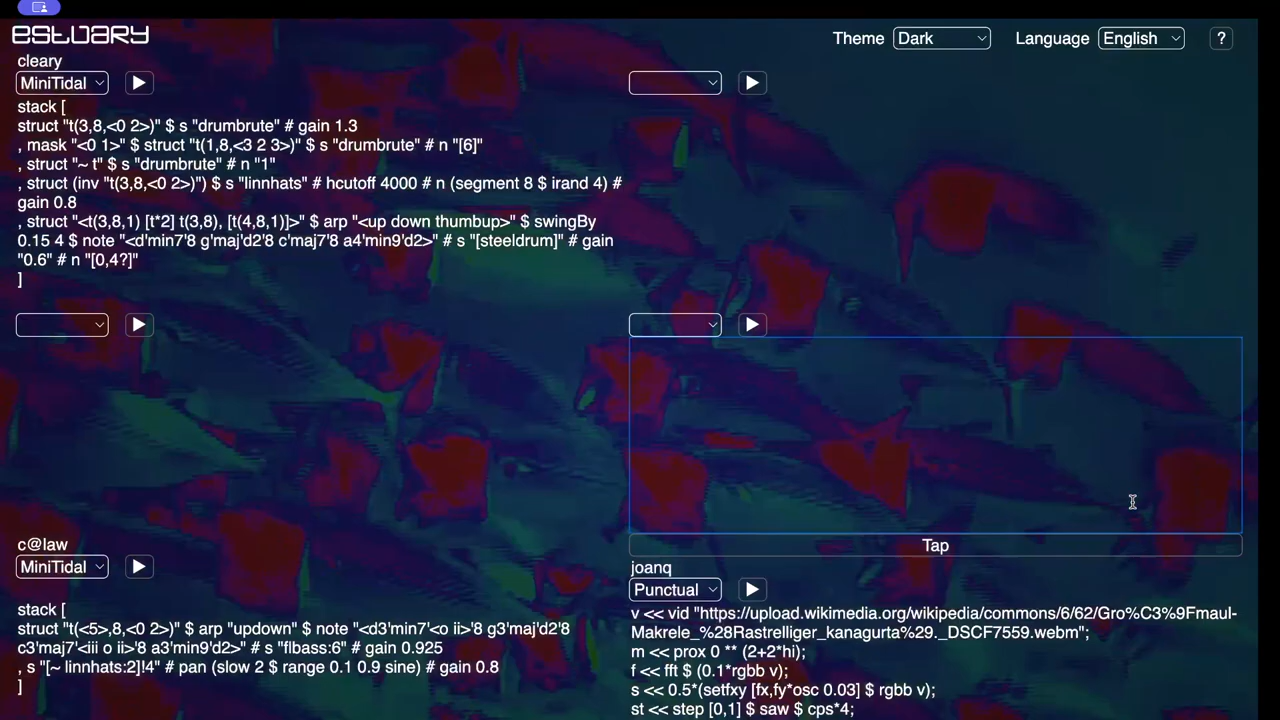 estuary
Theme Dark Language English ?
cleary
MiniTidal
stack [
struct "t(3,8,<0 2>)" $ s "drumbrute" # gain 1.3
, mask "<0 1>" $ struct "t(1,8,<3 2 3>)" $ s "drumbrute" # n "[6]"
, struct "~ t" $ s "drumbrute" # n "1"
, struct (inv "t(3,8,<0 2>)") $ s "linnhats" # hcutoff 4000 # n (segment 8 $ irand 4) #
gain 0.8
, struct "<t(3,8,1) [t*2] t(3,8), [t(4,8,1)]>" $ arp "<up down thumbup>" $ swingBy
0.15 4 $ note "<d'min7'8 g'maj'd2'8 c'maj7'8 a4'min9'd2>" # s "[steeldrum]" # gain
"0.6" # n "[0,4?]"
]
c@law
MiniTidal
stack [
struct "t(<5>,8,<0 2>)" $ arp "updown" $ note "<d3'min7'<o ii>'8 g3'maj'd2'8
c3'maj7'<iii o ii>'8 a3'min9'd2>" # s "flbass:6" # gain 0.925
, s "[~ linnhats:2]!4" # pan (slow 2 $ range 0.1 0.9 sine) # gain 0.8
]
Tap
joanq
Punctual
v << vid "https://upload.wikimedia.org/wikipedia/commons/6/62/Gro%C3%9Fmaul-
Makrele_%28Rastrelliger_kanagurta%29._DSCF7559.webm";
m << prox 0 ** (2+2*hi);
f << fft $ (0.1*rgbb v);
s << 0.5*(setfxy [fx,fy*osc 0.03] $ rgbb v);
st << step [0,1] $ saw $ cps*4;